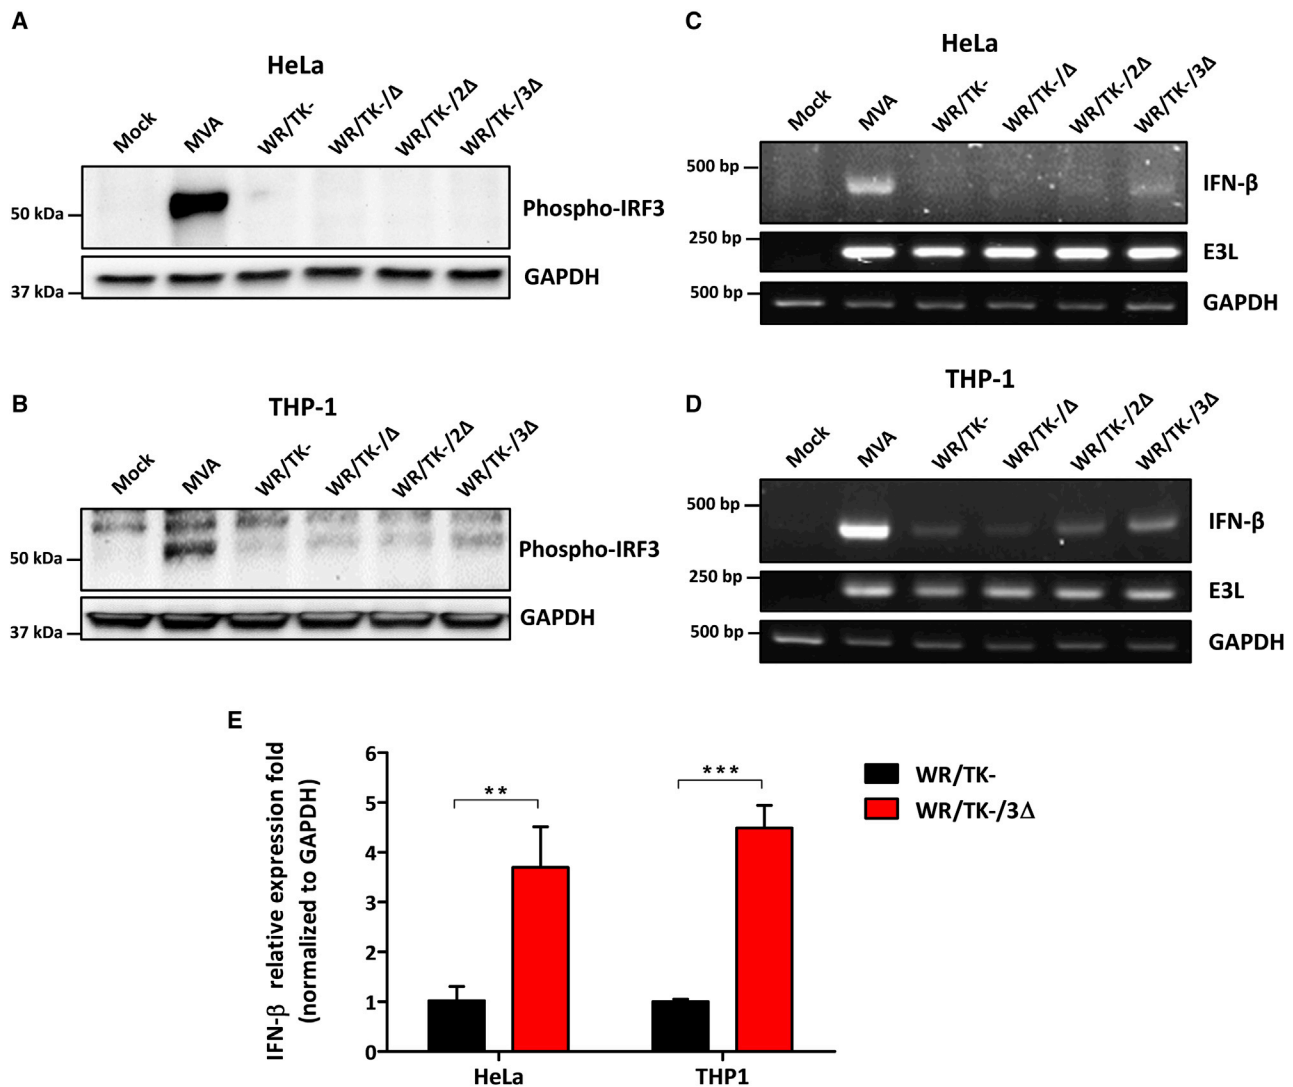 A
HeLa
Mock MVA WR/TK- WR/TK-/Δ WR/TK-/2Δ WR/TK-/3Δ
50 kDa
Phospho-IRF3
37 kDa
GAPDH
B
THP-1
Mock MVA WR/TK- WR/TK-/Δ WR/TK-/2Δ WR/TK-/3Δ
50 kDa
Phospho-IRF3
37 kDa
GAPDH
C
HeLa
Mock MVA WR/TK- WR/TK-/Δ WR/TK-/2Δ WR/TK-/3Δ
500 bp
IFN-β
250 bp
E3L
500 bp
GAPDH
D
THP-1
Mock MVA WR/TK- WR/TK-/Δ WR/TK-/2Δ WR/TK-/3Δ
500 bp
IFN-β
250 bp
E3L
500 bp
GAPDH
E
IFN-β relative expression fold
(normalized to GAPDH)
6
5
4
3
2
1
0
**
***
HeLa
THP1
WR/TK-
WR/TK-/3Δ